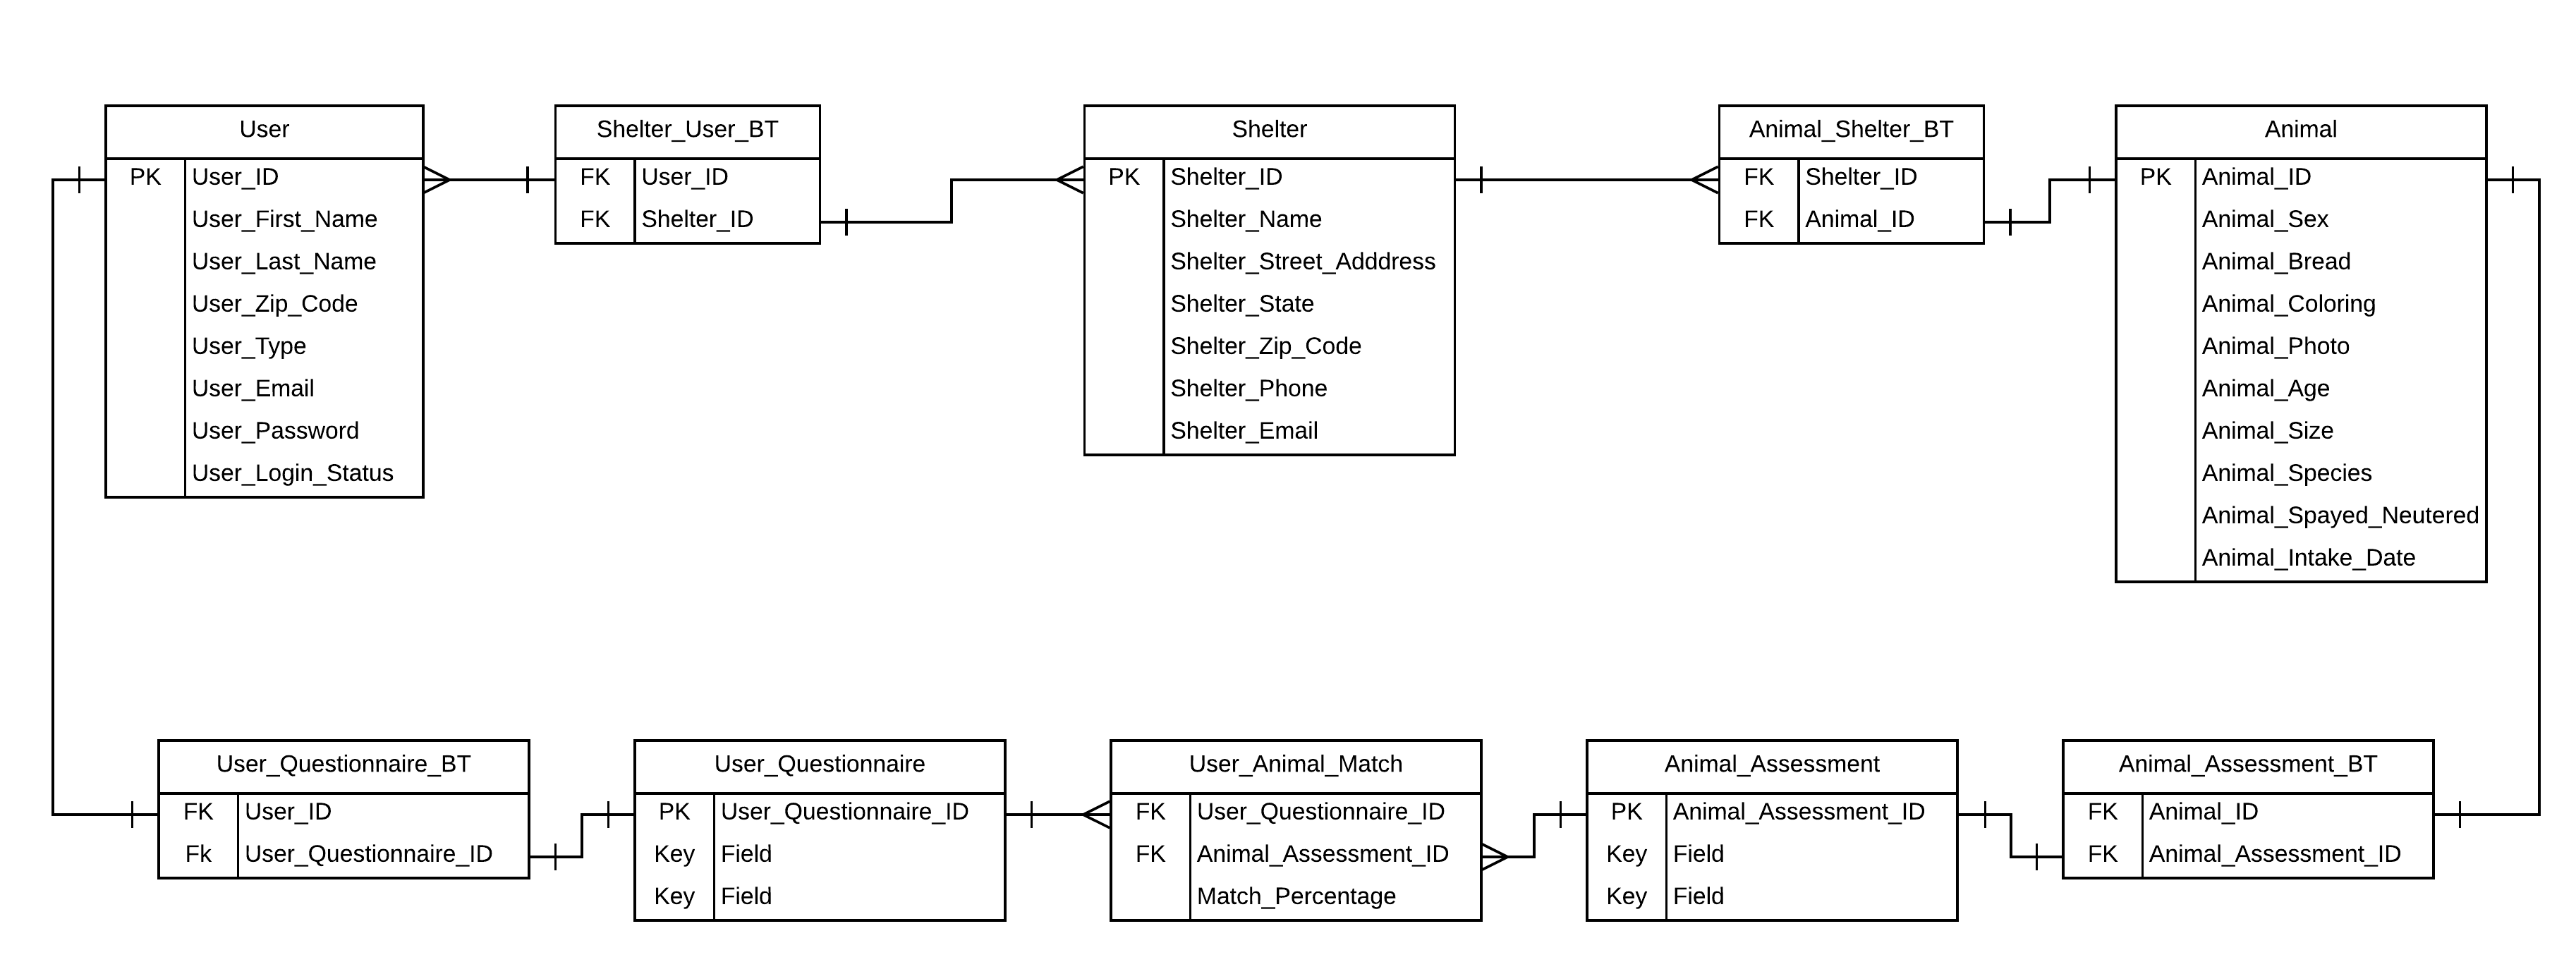 User
PK User_ID
User_First_Name
User_Last_Name
User_Zip_Code
User_Type
User_Email
User_Password
User_Login_Status
Shelter_User_BT
FK User_ID
FK Shelter_ID
Shelter
PK Shelter_ID
Shelter_Name
Shelter_Street_Adddress
Shelter_State
Shelter_Zip_Code
Shelter_Phone
Shelter_Email
Animal_Shelter_BT
FK Shelter_ID
FK Animal_ID
Animal
PK Animal_ID
Animal_Sex
Animal_Bread
Animal_Coloring
Animal_Photo
Animal_Age
Animal_Size
Animal_Species
Animal_Spayed_Neutered
Animal_Intake_Date
User_Questionnaire_BT
FK User_ID
Fk User_Questionnaire_ID
User_Questionnaire
PK User_Questionnaire_ID
Key Field
Key Field
User_Animal_Match
FK User_Questionnaire_ID
FK Animal_Assessment_ID
Match_Percentage
Animal_Assessment
PK Animal_Assessment_ID
Key Field
Key Field
Animal_Assessment_BT
FK Animal_ID
FK Animal_Assessment_ID